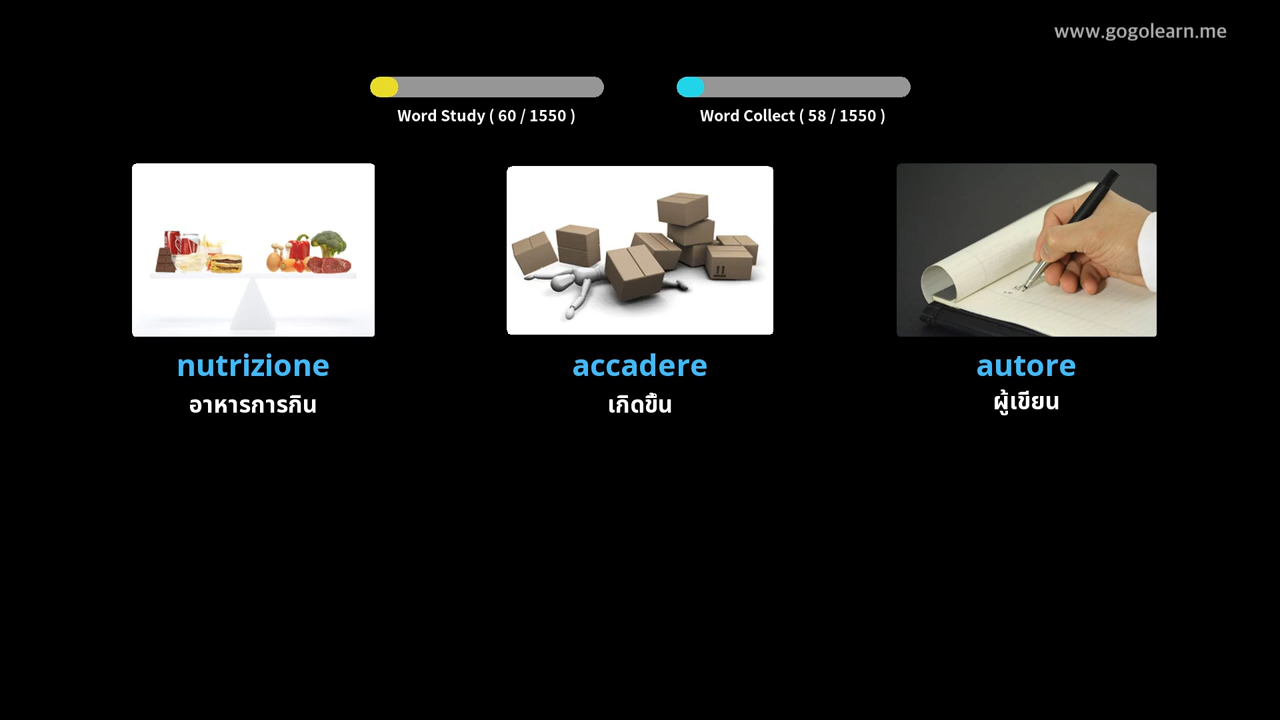 www.gogolearn.me
Word Study ( 60 / 1550 )
Word Collect ( 58 / 1550 )
nutrizione
accadere
autore
อาหารการกิน
เกิดขึ้น
ผู้เขียน